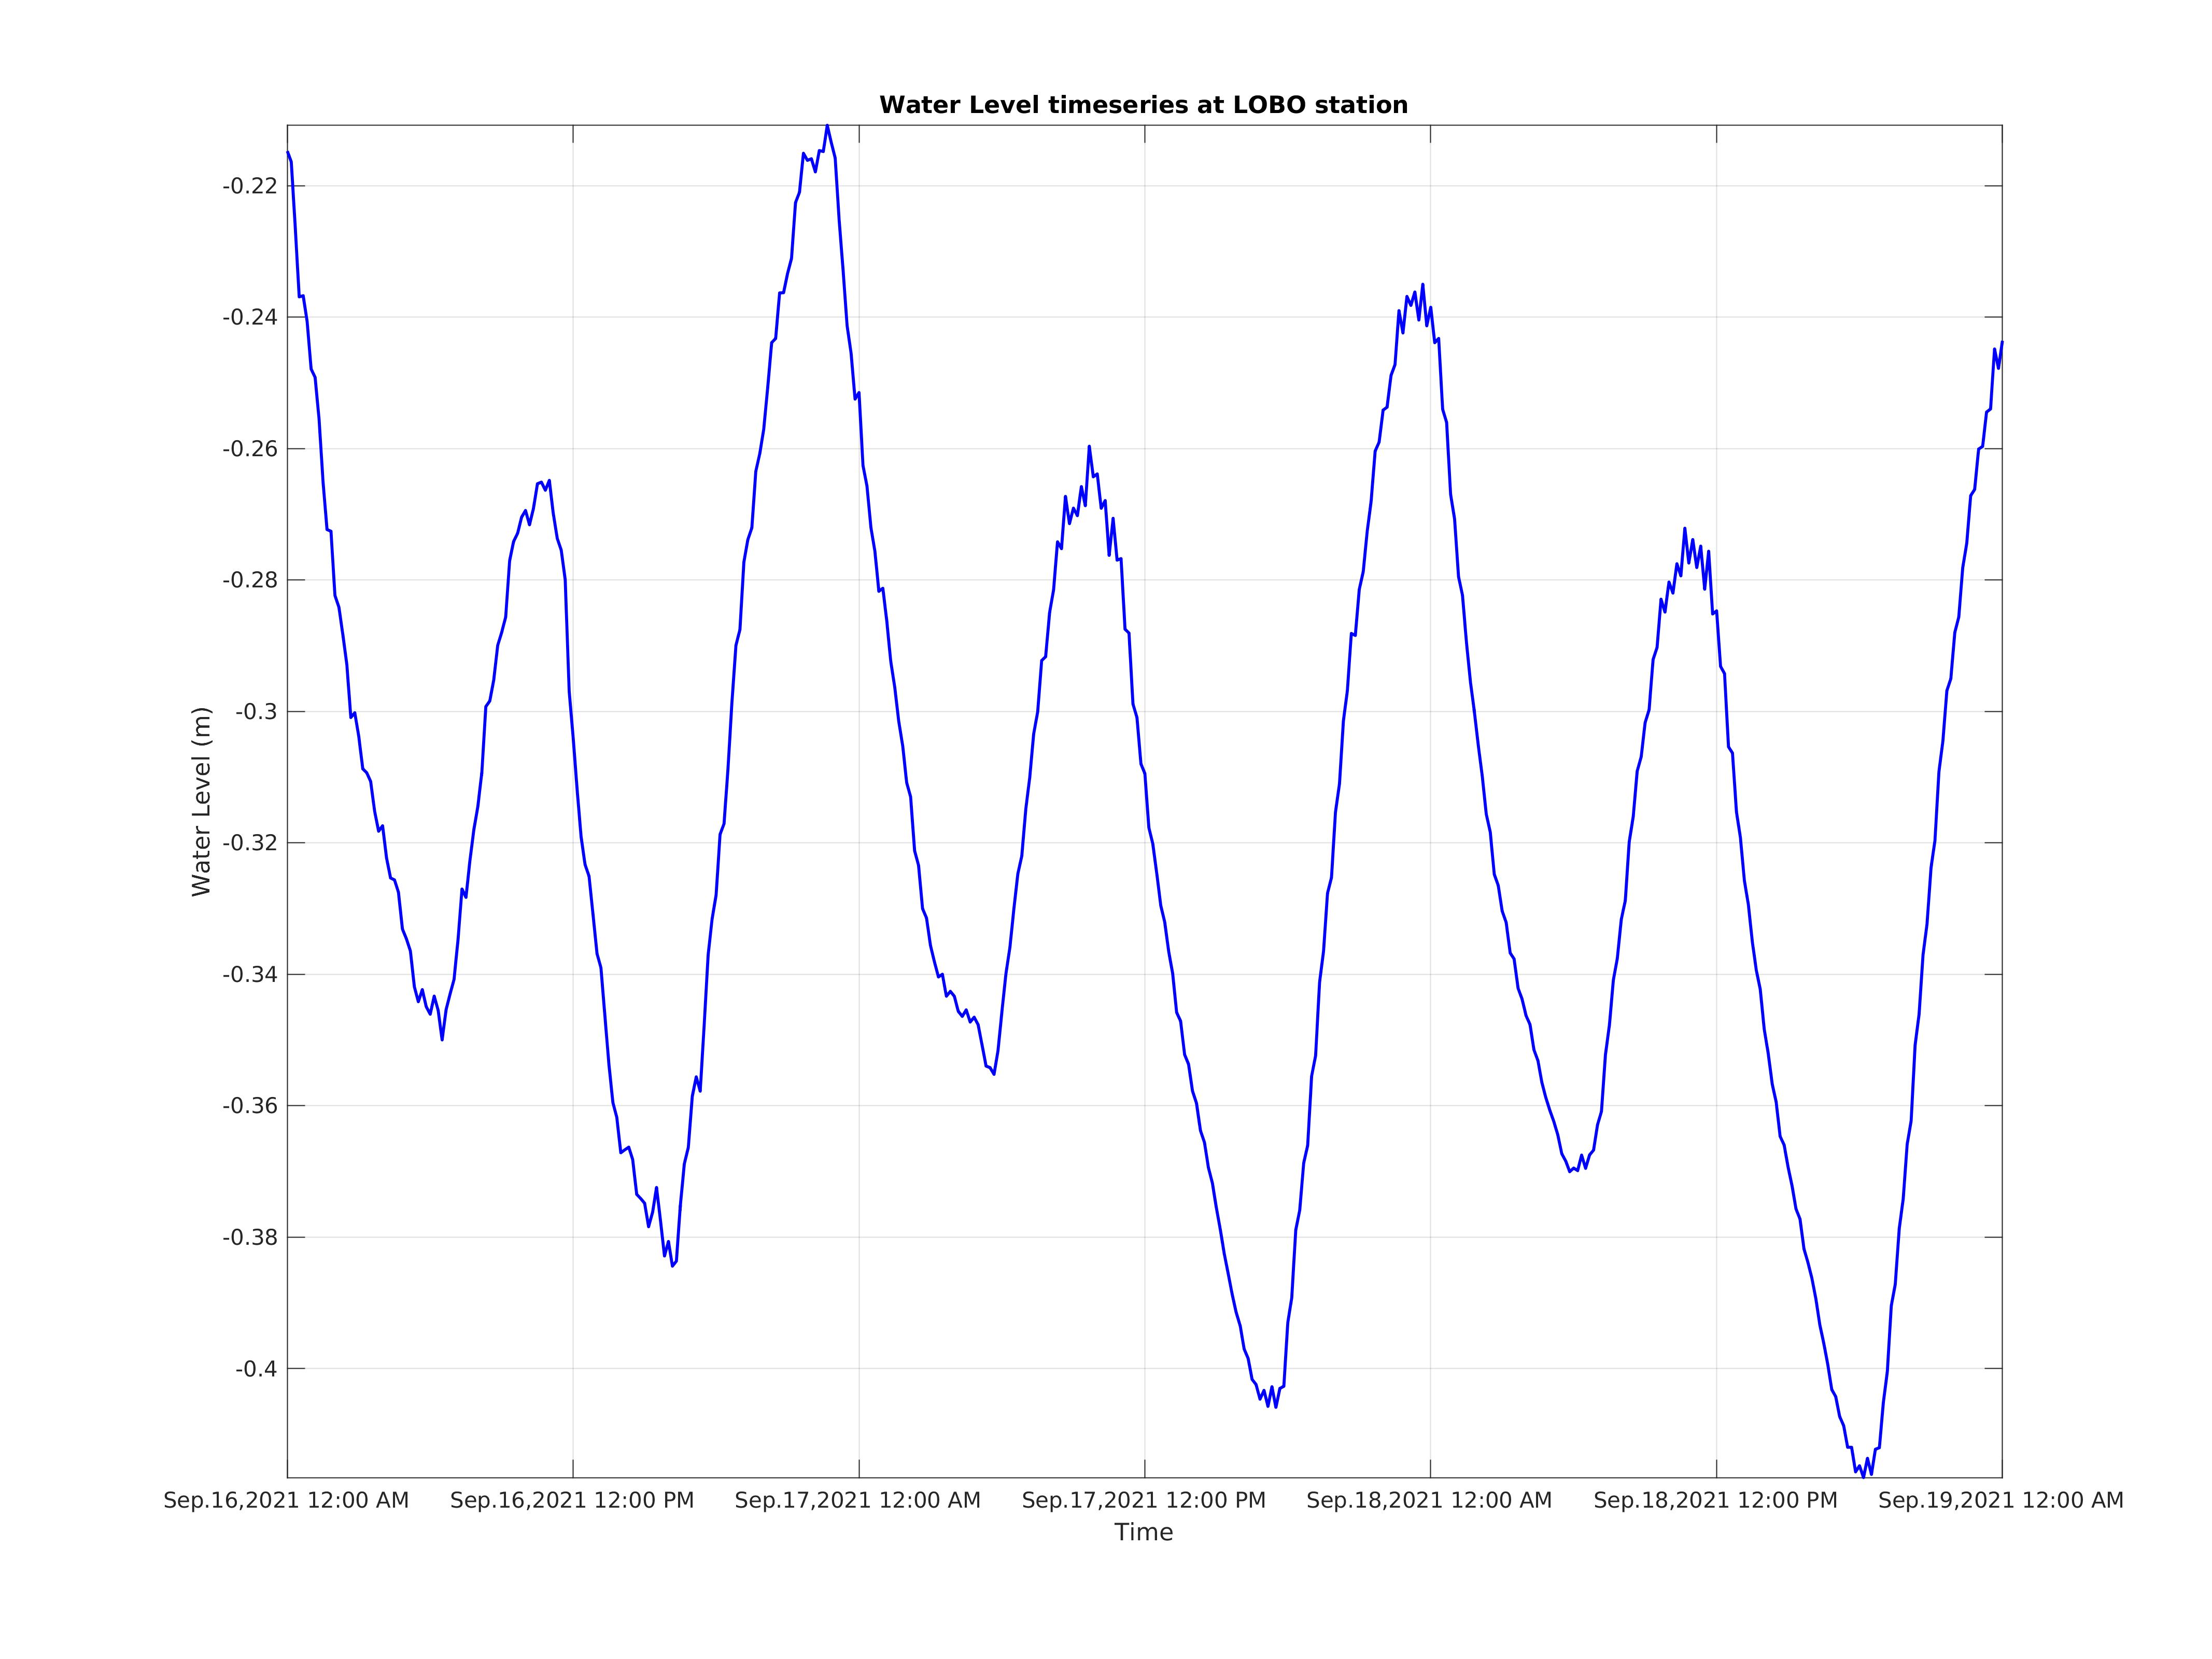 Water Level timeseries at LOBO station
-0.22
-0.24
-0.26
-0.28
-0.3
-0.32
-0.34
-0.36
-0.38
-0.4
Water Level (m)
Sep.16,2021 12:00 AM Sep.16,2021 12:00 PM Sep.17,2021 12:00 AM Sep.17,2021 12:00 PM Sep.18,2021 12:00 AM Sep.18,2021 12:00 PM Sep.19,2021 12:00 AM
Time